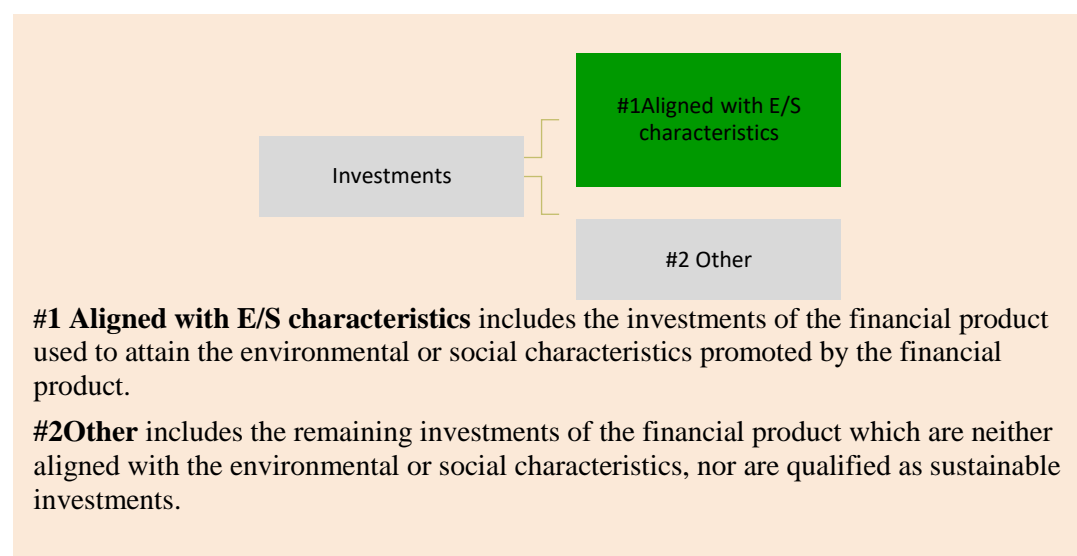 #1Aligned with E/S
characteristics
Investments
#2 Other
#1 Aligned with E/S characteristics includes the investments of the financial product
used to attain the environmental or social characteristics promoted by the financial
product.
#2Other includes the remaining investments of the financial product which are neither
aligned with the environmental or social characteristics, nor are qualified as sustainable
investments.